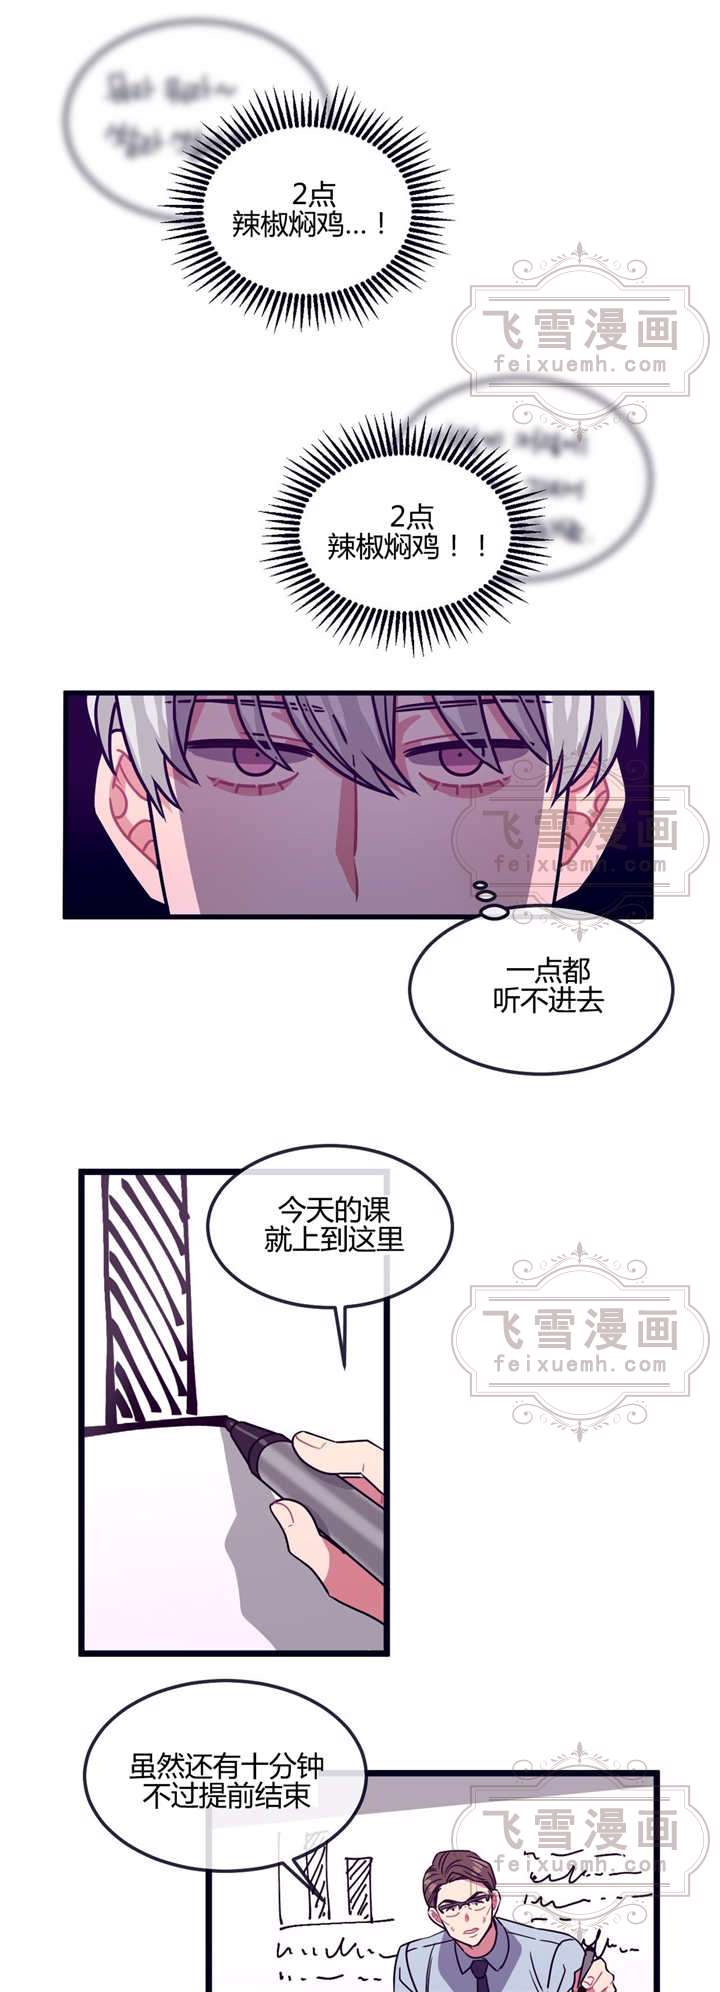 2点
辣椒焖鸡...！
飞雪漫画
feixuemh.com
2点
辣椒焖鸡！！
飞雪漫画
feixuemh.com
一点都
听不进去
今天的课
就上到这里
飞雪漫画
feixuemh.com
虽然还有十分钟
不过提前结束
飞雪漫画
feixuemh.com